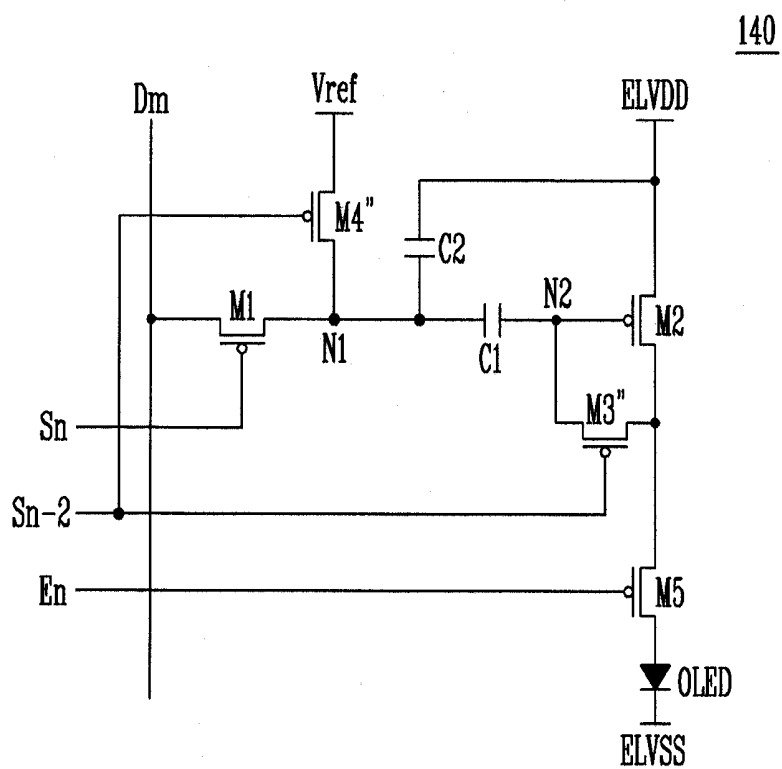 140
Dm
Vref
ELVDD
M4"
C2
M1
N1
C1
N2
M2
M3"
Sn
Sn-2
En
M5
OLED
ELVSS